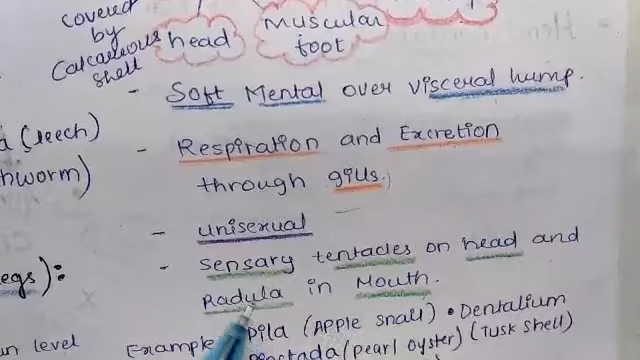 covered
by
Calcareous
shell
head
muscular
foot
- Soft Mental over visceral hump.
a (leech)
hworm)
- Respiration and Excretion
through gills.
- unisexual
- sensary tentacles on head and
Radula in Mouth.
egs):
n level
Example
pila (Apple snail) • Dentalium
(pearl oyster) (Tusk shell)